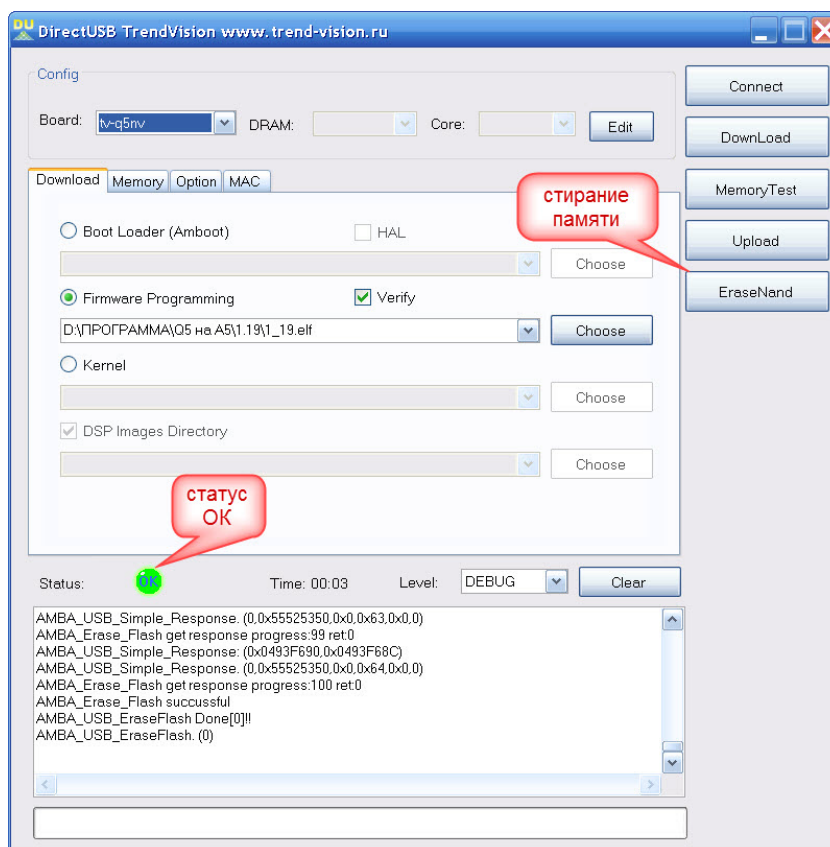 DU
DirectUSB TrendVision www.trend-vision.ru
Config
Board: tv-q5nv DRAM: Core: Edit
Connect
DownLoad
MemoryTest
Upload
EraseNand
Download Memory Option MAC
стирание
памяти
Boot Loader (Amboot) HAL
Choose
Firmware Programming Verify
D:\ПРОГРАММА\Q5 на A5\1.19\1_19.elf Choose
Kernel
Choose
DSP Images Directory
Choose
статус
ОК
Status: OK Time: 00:03 Level: DEBUG Clear
AMBA_USB_Simple_Response. (0,0x55525350,0x0,0x63,0x0,0)
AMBA_Erase_Flash get response progress:99 ret:0
AMBA_USB_Simple_Response: (0x0493F690,0x0493F68C)
AMBA_USB_Simple_Response. (0,0x55525350,0x0,0x64,0x0,0)
AMBA_Erase_Flash get response progress:100 ret:0
AMBA_Erase_Flash succussful
AMBA_USB_EraseFlash Done[0]!!
AMBA_USB_EraseFlash. (0)